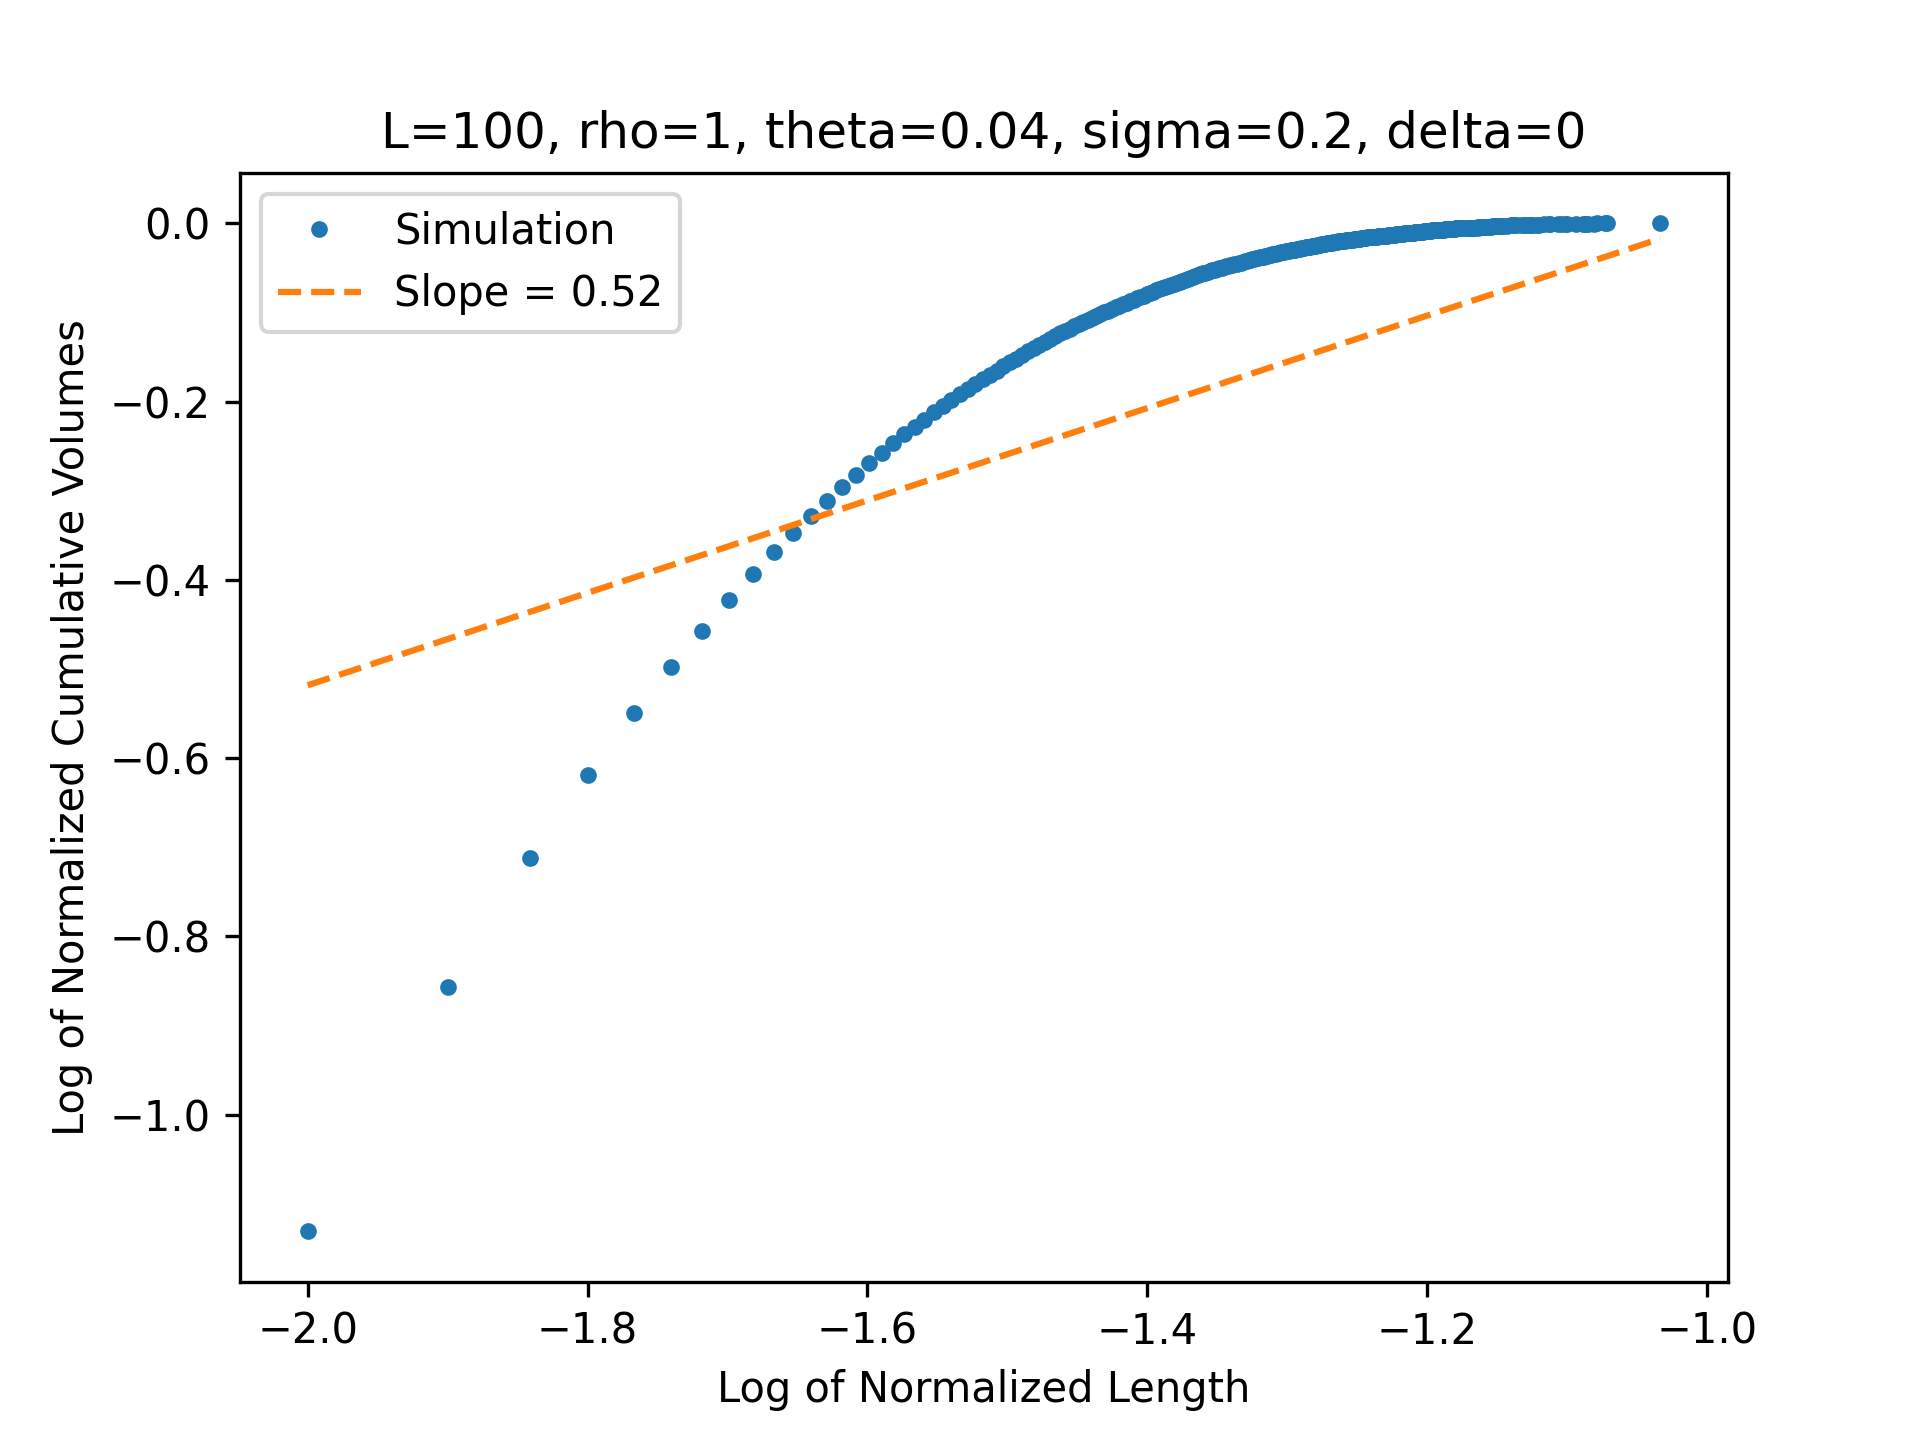 L=100, rho=1, theta=0.04, sigma=0.2, delta=0
Simulation
Slope = 0.52
Log of Normalized Cumulative Volumes
0.0
−0.2
−0.4
−0.6
−0.8
−1.0
−2.0 −1.8 −1.6 −1.4 −1.2 −1.0
Log of Normalized Length